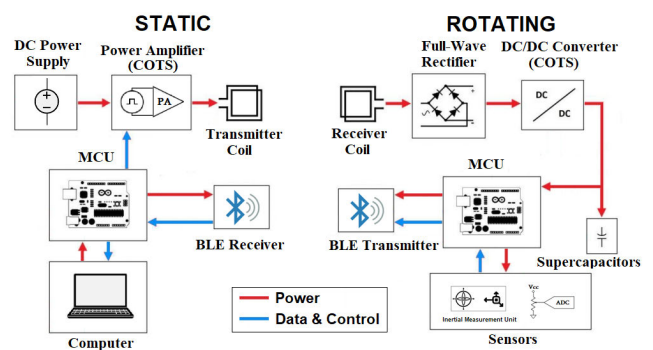 STATIC
DC Power
Supply
Power Amplifier
(COTS)
PA
Transmitter
Coil
MCU
BLE Receiver
Computer
ROTATING
Full-Wave
Rectifier
DC/DC Converter
(COTS)
DC
DC
Receiver
Coil
MCU
BLE Transmitter
Supercapacitors
Vcc
ADC
Inertial Measurement Unit
Sensors
Power
Data & Control